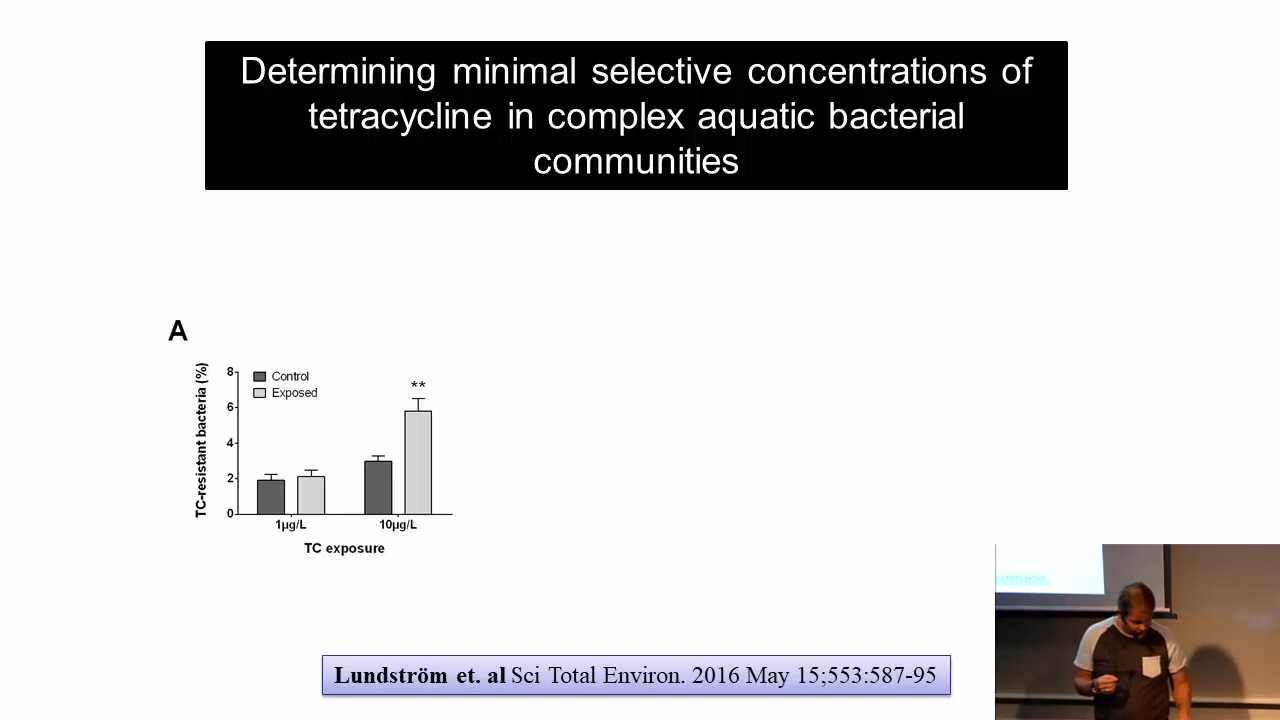 Determining minimal selective concentrations of
tetracycline in complex aquatic bacterial
communities
A
TC-resistant bacteria (%)
8
6
4
2
0
Control
Exposed
**
1µg/L
10µg/L
TC exposure
Lundström et. al Sci Total Environ. 2016 May 15;553:587-95